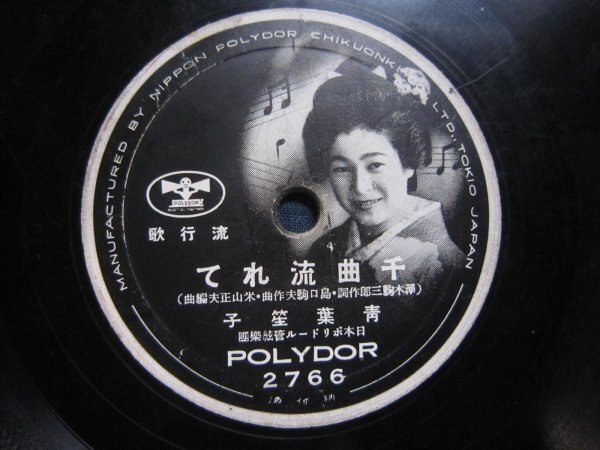 MANUFACTURED BY NIPPON POLYDOR CHIKUONKI LTD., TOKIO JAPAN
POLYDOR
流行歌
千曲流れて
(澤木駒三郎作詞・島口駒夫作曲・米山正夫編曲)
青葉笙子
日本ポリドール管絃樂團
POLYDOR
2766